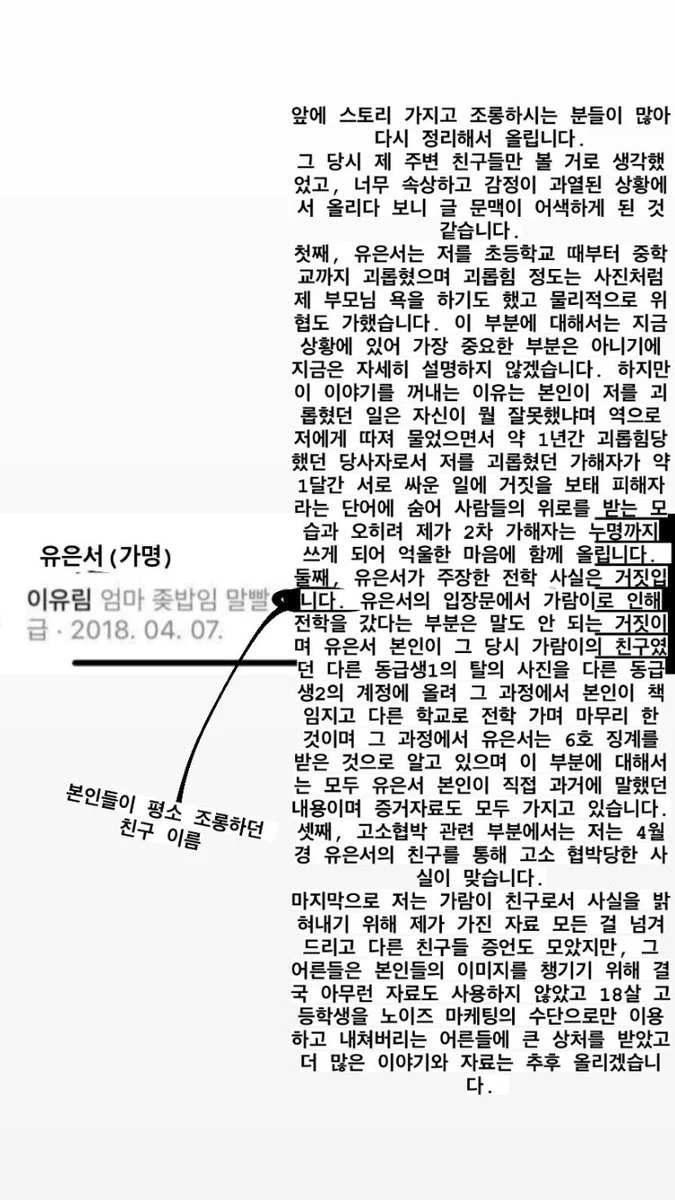 앞에 스토리 가지고 조롱하시는 분들이 많아
다시 정리해서 올립니다.
그 당시 제 주변 친구들만 볼 거로 생각했
었고, 너무 속상하고 감정이 과열된 상황에
서 올리다 보니 글 문맥이 어색하게 된 것
같습니다.
첫째, 유은서는 저를 초등학교 때부터 중학
교까지 괴롭혔으며 괴롭힘 정도는 사진처럼
제 부모님 욕을 하기도 했고 물리적으로 위
협도 가했습니다. 이 부분에 대해서는 지금
상황에 있어 가장 중요한 부분은 아니기에
지금은 자세히 설명하지 않겠습니다. 하지만
이 이야기를 꺼내는 이유는 본인이 저를 괴
롭혔던 일은 자신이 뭘 잘못했냐며 역으로
저에게 따져 물었으면서 약 1년간 괴롭힘당
했던 당사자로서 저를 괴롭혔던 가해자가 약
1달간 서로 싸운 일에 거짓을 보태 피해자
라는 단어에 숨어 사람들의 위로를 받는 모
습과 오히려 제가 2차 가해자는 누명까지
쓰게 되어 억울한 마음에 함께 올립니다.
둘째, 유은서가 주장한 전학 사실은 거짓입
니다. 유은서의 입장문에서 가람이로 인해
전학을 갔다는 부분은 말도 안 되는 거짓이
며 유은서 본인이 그 당시 가람이의 친구였
던 다른 동급생1의 탈의 사진을 다른 동급
생2의 계정에 올려 그 과정에서 본인이 책
임지고 다른 학교로 전학 가며 마무리 한
것이며 그 과정에서 유은서는 6호 징계를
받은 것으로 알고 있으며 이 부분에 대해서
는 모두 유은서 본인이 직접 과거에 말했던
내용이며 증거자료도 모두 가지고 있습니다.
셋째, 고소협박 관련 부분에서는 저는 4월
경 유은서의 친구를 통해 고소 협박당한 사
실이 맞습니다.
마지막으로 저는 가람이 친구로서 사실을 밝
혀내기 위해 제가 가진 자료 모든 걸 넘겨
드리고 다른 친구들 증언도 모았지만, 그
어른들은 본인들의 이미지를 챙기기 위해 결
국 아무런 자료도 사용하지 않았고 18살 고
등학생을 노이즈 마케팅의 수단으로만 이용
하고 내쳐버리는 어른들에 큰 상처를 받았고
더 많은 이야기와 자료는 추후 올리겠습니
다.
유은서(가명)
이유림 엄마 좆밥임 말빨
급 · 2018. 04. 07.
본인들이 평소 조롱하던
친구 이름